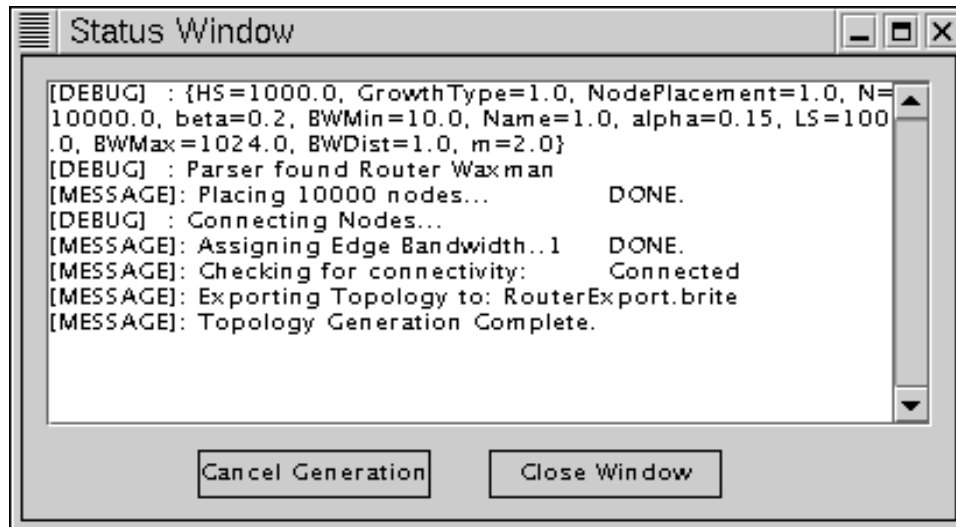 Status Window
[DEBUG] : {HS=1000.0, GrowthType=1.0, NodePlacement=1.0, N=
10000.0, beta=0.2, BWMin=10.0, Name=1.0, alpha=0.15, LS=100
.0, BWMax=1024.0, BWDist=1.0, m=2.0}
[DEBUG] : Parser found Router Waxman
[MESSAGE]: Placing 10000 nodes... DONE.
[DEBUG] : Connecting Nodes...
[MESSAGE]: Assigning Edge Bandwidth..1 DONE.
[MESSAGE]: Checking for connectivity: Connected
[MESSAGE]: Exporting Topology to: RouterExport.brite
[MESSAGE]: Topology Generation Complete.
Cancel Generation Close Window